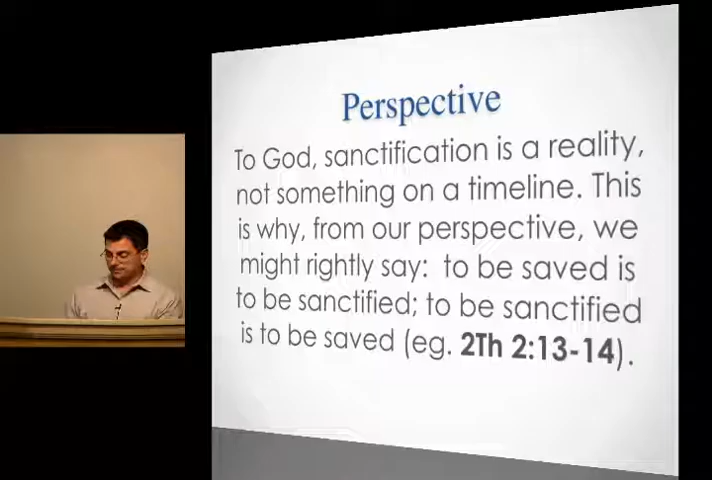 Perspective
To God, sanctification is a reality,
not something on a timeline. This
is why, from our perspective, we
might rightly say: to be saved is
to be sanctified; to be sanctified
is to be saved (eg. 2Th 2:13-14).